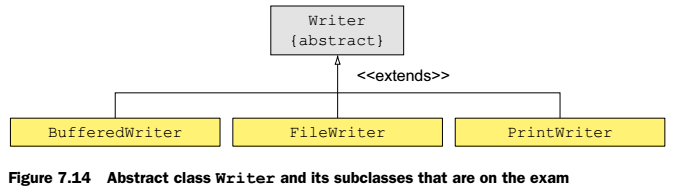 Writer
{abstract}
<<extends>>
BufferedWriter FileWriter PrintWriter
Figure 7.14 Abstract class Writer and its subclasses that are on the exam